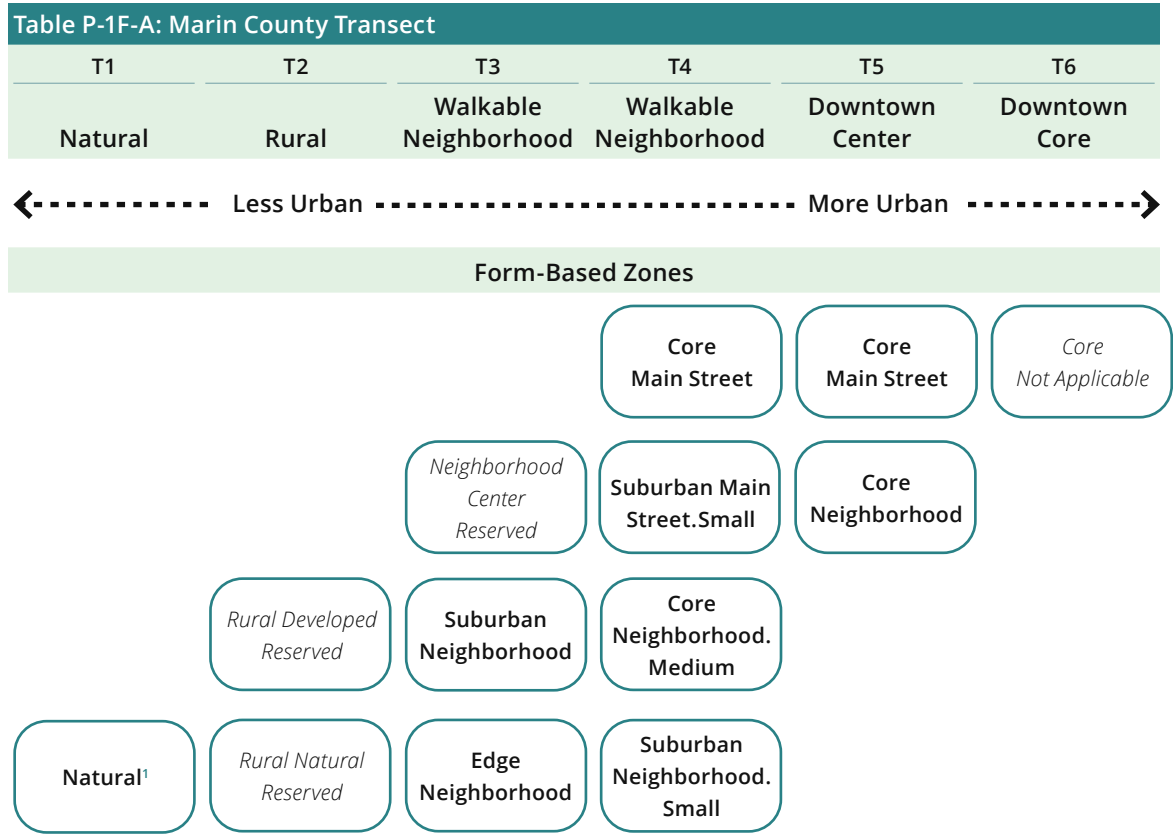 Table P-1F-A: Marin County Transect
T1 T2 T3 T4 T5 T6
Natural Rural Walkable Neighborhood Walkable Neighborhood Downtown Center Downtown Core
Less Urban More Urban
Form-Based Zones
Core
Main Street
Core
Main Street
Core
Not Applicable
Neighborhood
Center
Reserved
Suburban Main
Street.Small
Core
Neighborhood
Rural Developed
Reserved
Suburban
Neighborhood
Core
Neighborhood.
Medium
Natural¹
Rural Natural
Reserved
Edge
Neighborhood
Suburban
Neighborhood.
Small